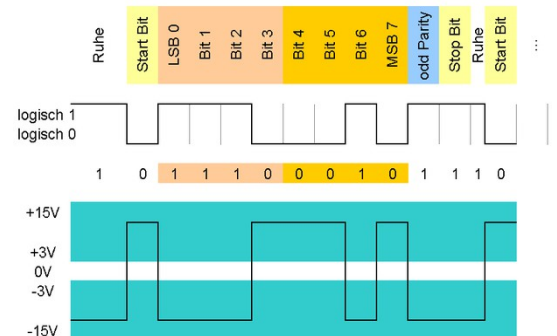 Ruhe Start Bit LSB 0 Bit 1 Bit 2 Bit 3 Bit 4 Bit 5 Bit 6 MSB 7 odd Parity Stop Bit Ruhe Start Bit ...
logisch 1
logisch 0
1 0 1 1 1 0 0 0 1 0 1 1 1 0
+15V
+3V
0V
-3V
-15V